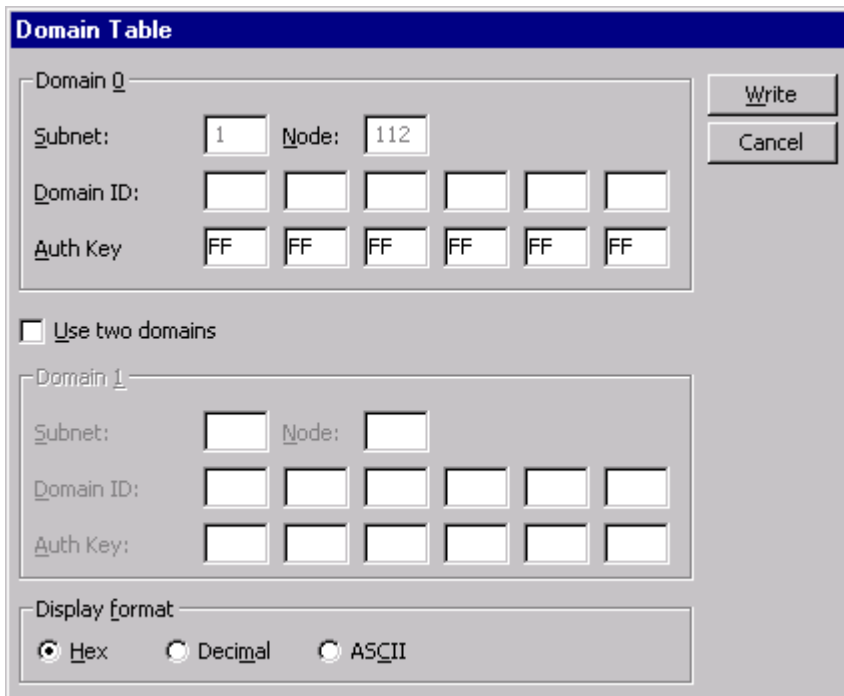 Domain Table
Domain 0
Write
Subnet: 1 Node: 112
Cancel
Domain ID:
Auth Key FF FF FF FF FF FF
Use two domains
Domain 1
Subnet: Node:
Domain ID:
Auth Key:
Display format
Hex Decimal ASCII